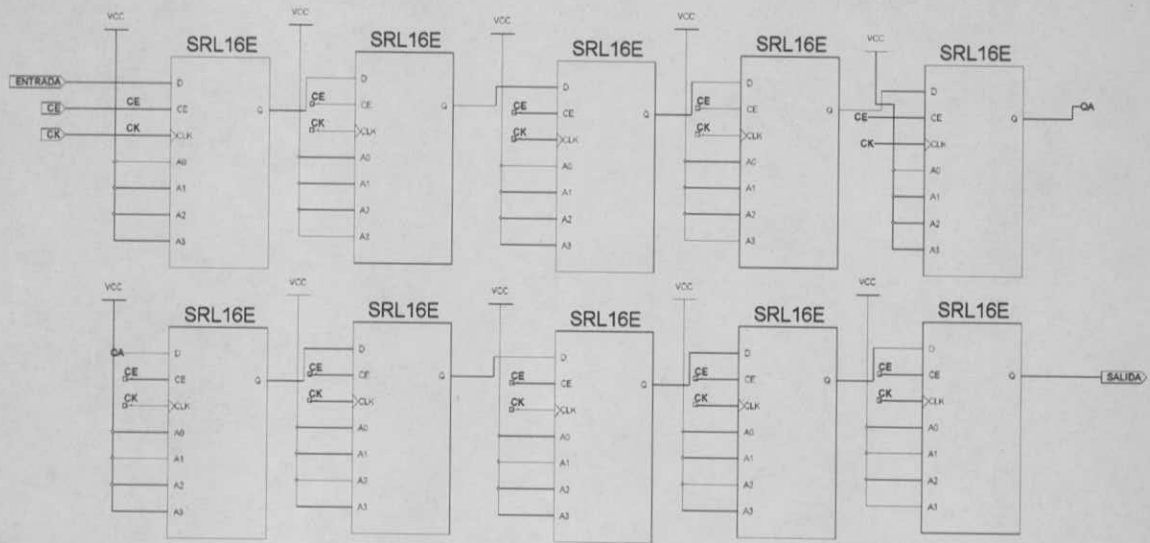 VCC VCC VCC VCC VCC
SRL16E SRL16E SRL16E SRL16E SRL16E
ENTRADA D D D D D
CE CE CE Q CE CE Q CE CE Q CE CE Q CE CE Q QA
CK CK CLK CK CLK CK CLK CK CLK CK CLK
A0 A0 A0 A0 A0
A1 A1 A1 A1 A1
A2 A2 A2 A2 A2
A3 A3 A3 A3 A3
VCC VCC VCC VCC VCC
SRL16E SRL16E SRL16E SRL16E SRL16E
QA D D D D D
CE CE Q CE CE Q CE CE Q CE CE Q CE CE Q SALIDA
CK CLK CK CLK CK CLK CK CLK CK CLK
A0 A0 A0 A0 A0
A1 A1 A1 A1 A1
A2 A2 A2 A2 A2
A3 A3 A3 A3 A3